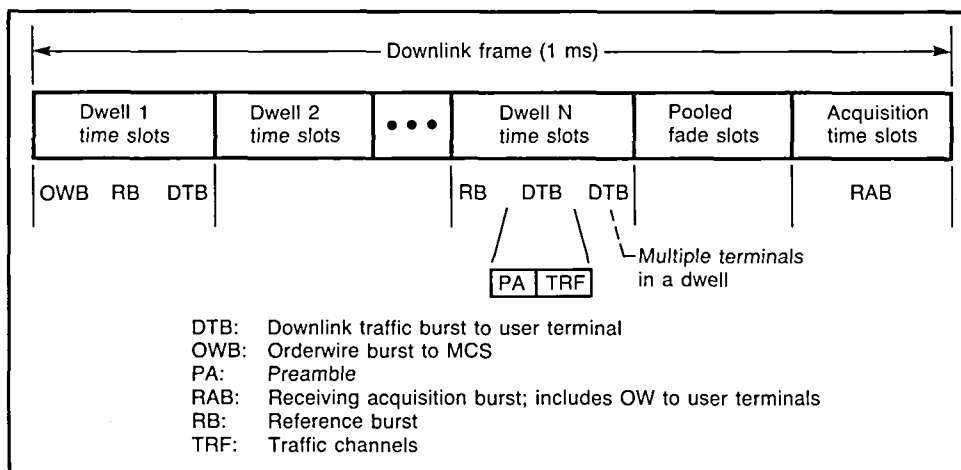 Downlink frame (1 ms)
Dwell 1
time slots
Dwell 2
time slots
•••
Dwell N
time slots
Pooled
fade slots
Acquisition
time slots
OWB RB DTB
RB DTB DTB
RAB
PA TRF
Multiple terminals
in a dwell
DTB: Downlink traffic burst to user terminal
OWB: Orderwire burst to MCS
PA: Preamble
RAB: Receiving acquisition burst; includes OW to user terminals
RB: Reference burst
TRF: Traffic channels